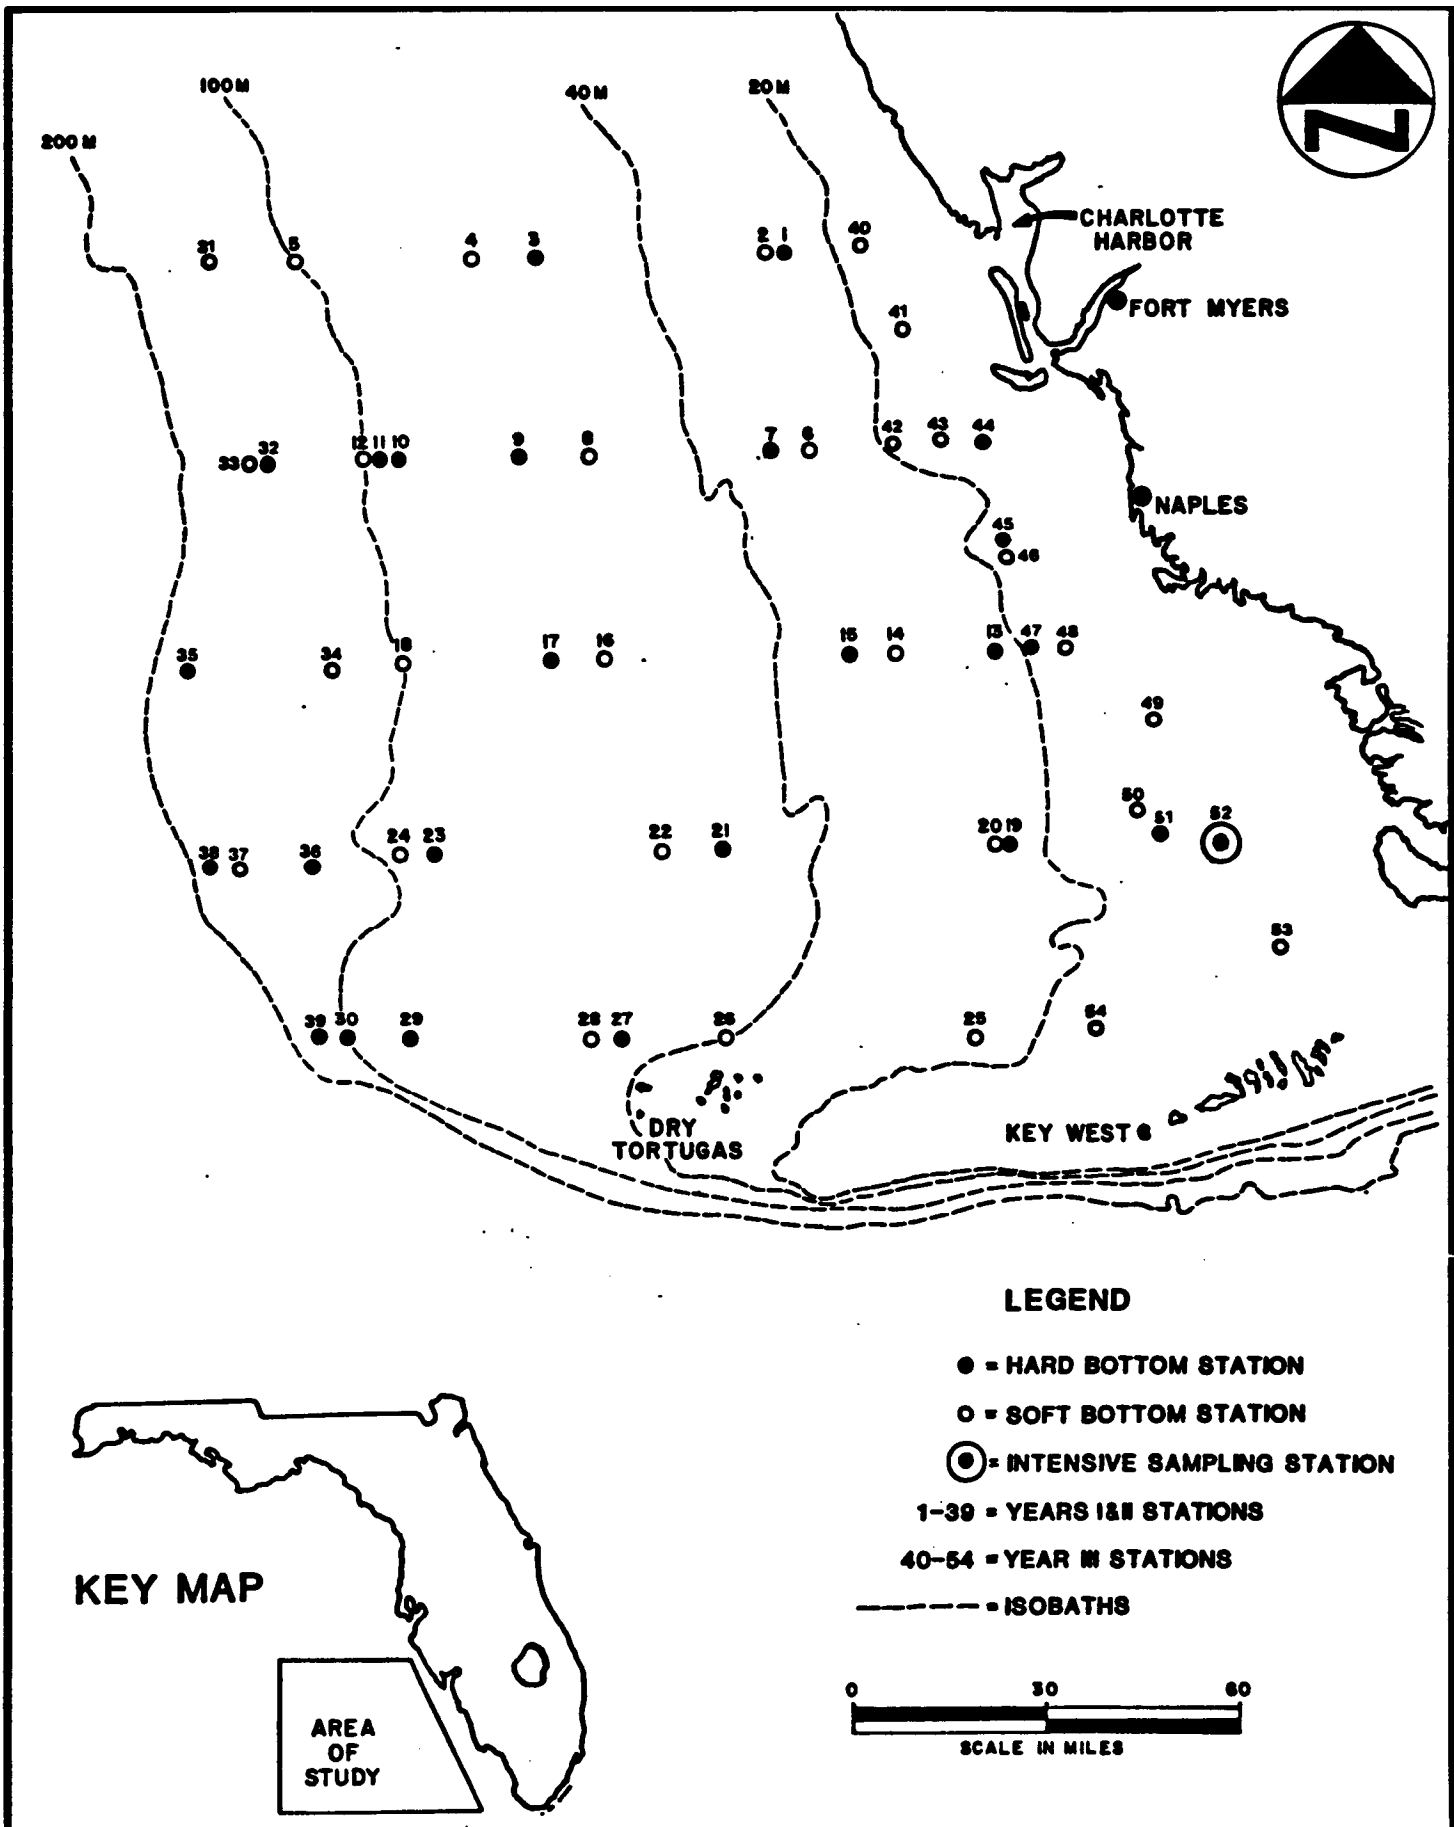 100 M
40 M
20 M
200 M
N
CHARLOTTE
HARBOR
31
5
4
3
2
1
40
41
FORT MYERS
33
32
12
11
10
9
8
7
6
42
43
44
NAPLES
45
46
35
34
18
17
16
15
14
13
47
48
49
50
51
52
38
37
36
24
23
22
21
20
19
53
39
30
29
28
27
26
25
54
DRY
TORTUGAS
KEY WEST
LEGEND
● = HARD BOTTOM STATION
○ = SOFT BOTTOM STATION
= INTENSIVE SAMPLING STATION
1-39 = YEARS I & II STATIONS
40-54 = YEAR III STATIONS
= ISOBATHS
KEY MAP
AREA
OF
STUDY
0 30 60
SCALE IN MILES